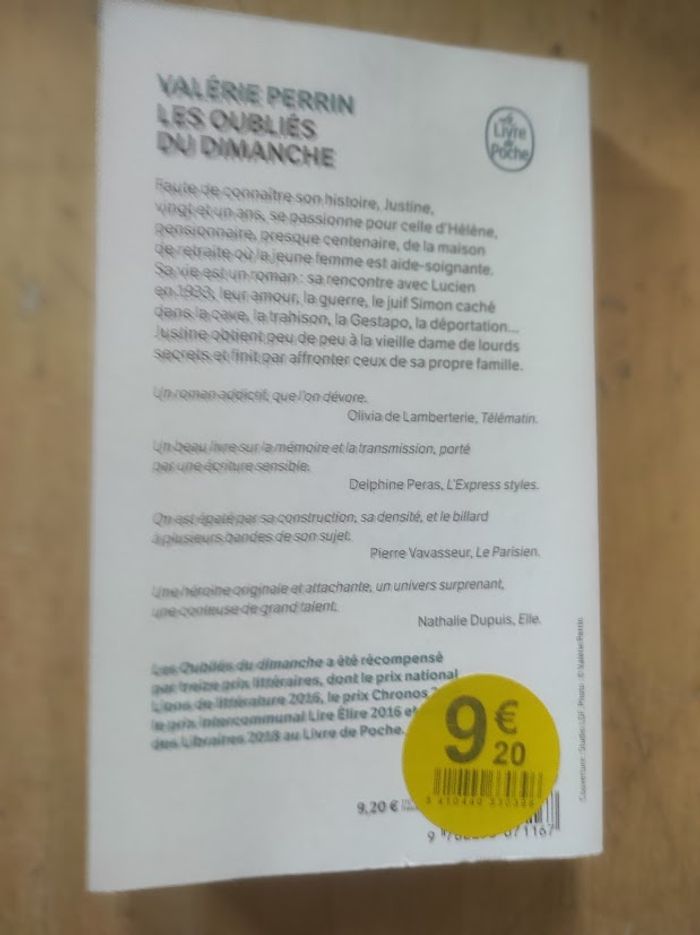 VALÉRIE PERRIN
LES OUBLIÉS
DU DIMANCHE
Le
Livre
de
Poche
Faute de connaître son histoire, Justine,
vingt et un ans, se passionne pour celle d'Hélène,
pensionnaire, presque centenaire, de la maison
de retraite où la jeune femme est aide-soignante.
Sa vie est un roman : sa rencontre avec Lucien
en 1933, leur amour, la guerre, le juif Simon caché
dans la cave, la trahison, la Gestapo, la déportation...
Justine obtient peu de peu à la vieille dame de lourds
secrets et finit par affronter ceux de sa propre famille.
Un roman addictif, que l'on dévore.
Olivia de Lamberterie, Télématin.
Un beau livre sur la mémoire et la transmission, porté
par une écriture sensible.
Delphine Peras, L'Express styles.
On est épaté par sa construction, sa densité, et le billard
à plusieurs bandes de son sujet.
Pierre Vavasseur, Le Parisien.
Une héroïne originale et attachante, un univers surprenant,
une conteuse de grand talent.
Nathalie Dupuis, Elle.
Les Oubliés du dimanche a été récompensé
par treize prix littéraires, dont le prix national
Lions de littérature 2016, le prix Chronos
le prix Intercommunal Lire Élire 2016 et
des Libraires 2018 au Livre de Poche.
9 €
20
9,20 €
071167
Couverture : Studio LGF. Photo : © Valérie Perrin